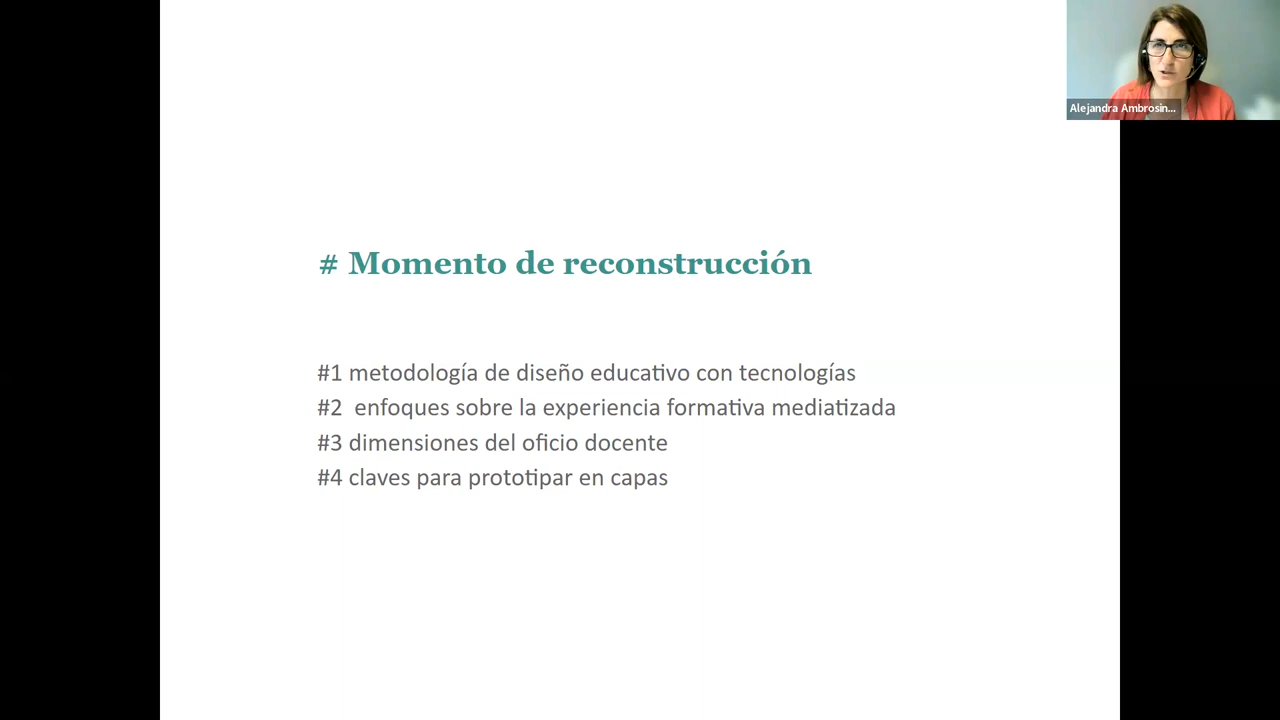 Alejandra Ambrosin...
# Momento de reconstrucción
#1 metodología de diseño educativo con tecnologías
#2 enfoques sobre la experiencia formativa mediatizada
#3 dimensiones del oficio docente
#4 claves para prototipar en capas